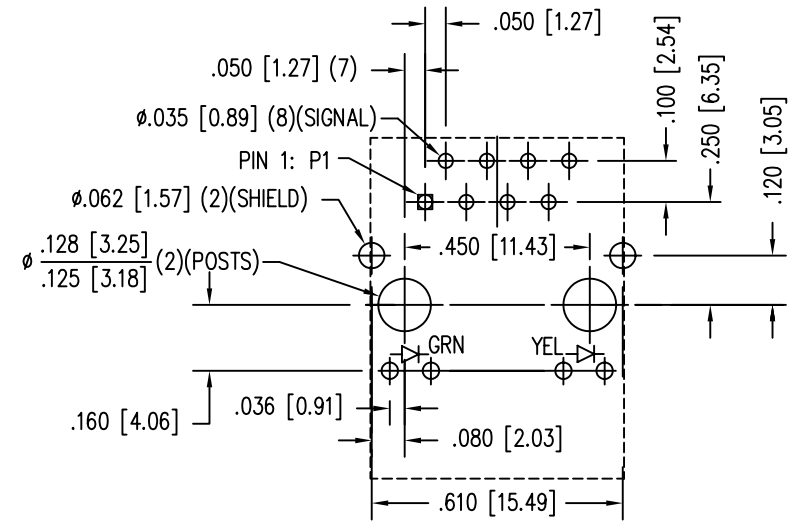 .050 [1.27]
.050 [1.27] (7)
ø.035 [0.89] (8)(SIGNAL)
PIN 1: P1
ø.062 [1.57] (2)(SHIELD)
ø .128 [3.25]
.125 [3.18] (2)(POSTS)
.100 [2.54]
.250 [6.35]
.120 [3.05]
.450 [11.43]
GRN
YEL
.036 [0.91]
.160 [4.06]
.080 [2.03]
.610 [15.49]